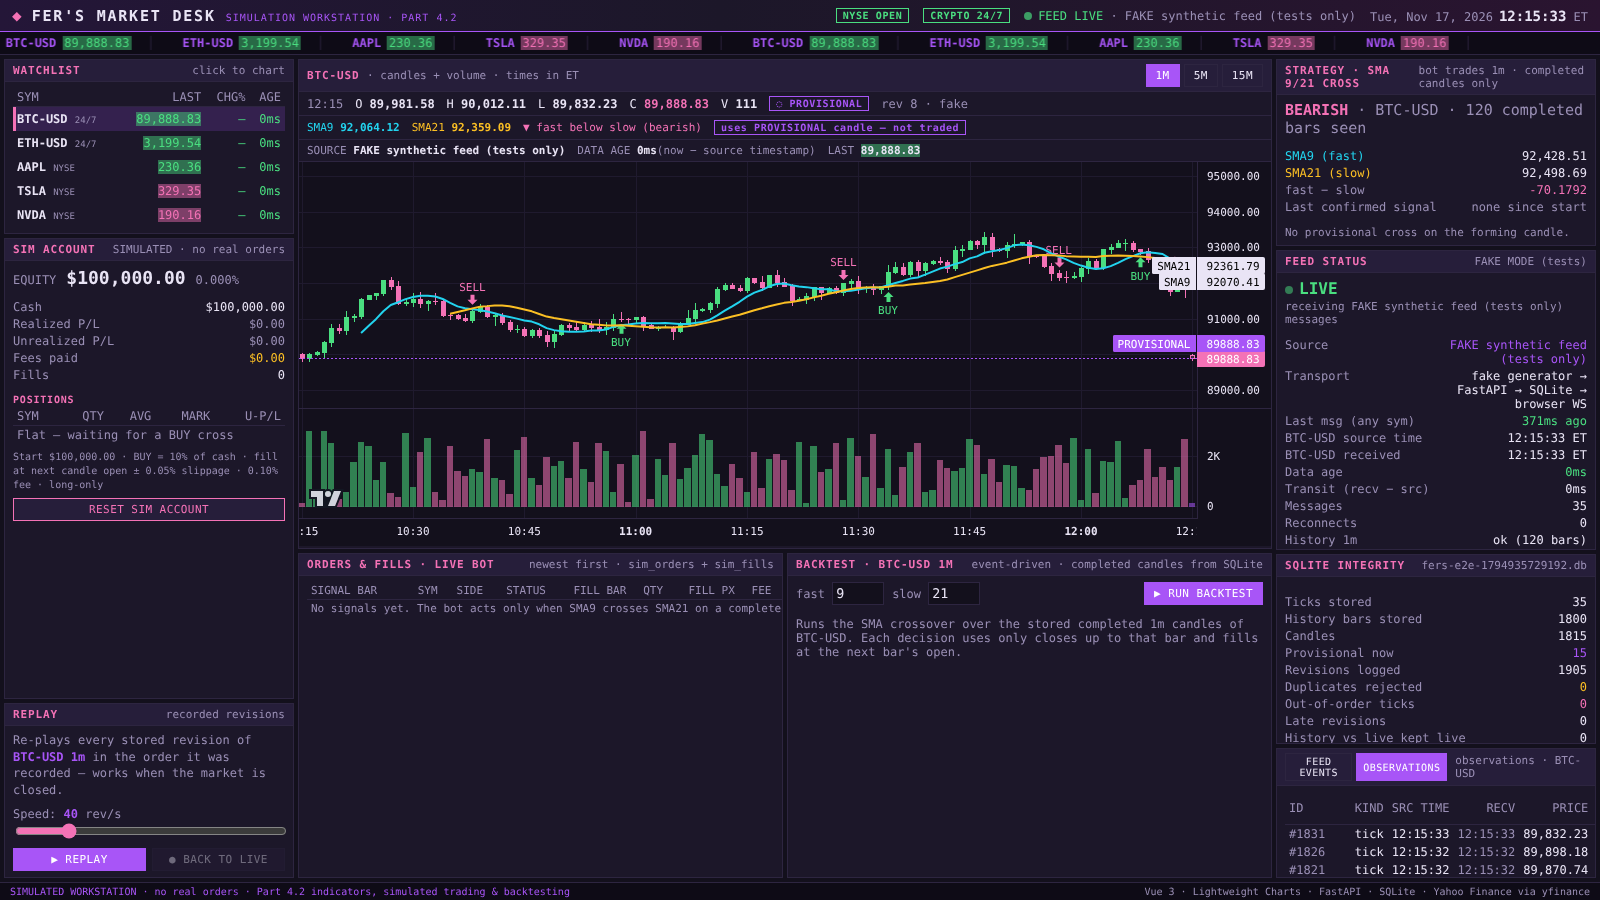 ◆ FER'S MARKET DESK SIMULATION WORKSTATION · PART 4.2 NYSE OPEN CRYPTO 24/7 ● FEED LIVE · FAKE synthetic feed (tests only) Tue, Nov 17, 2026 12:15:33 ET
BTC-USD 89,888.83 ETH-USD 3,199.54 AAPL 230.36 TSLA 329.35 NVDA 190.16 BTC-USD 89,888.83 ETH-USD 3,199.54 AAPL 230.36 TSLA 329.35 NVDA 190.16
WATCHLIST click to chart
SYM LAST CHG% AGE
BTC-USD 24/7 89,888.83 — 0ms
ETH-USD 24/7 3,199.54 — 0ms
AAPL NYSE 230.36 — 0ms
TSLA NYSE 329.35 — 0ms
NVDA NYSE 190.16 — 0ms
SIM ACCOUNT SIMULATED · no real orders
EQUITY $100,000.00 0.000%
Cash $100,000.00
Realized P/L $0.00
Unrealized P/L $0.00
Fees paid $0.00
Fills 0
POSITIONS
SYM QTY AVG MARK U-P/L
Flat — waiting for a BUY cross
Start $100,000.00 · BUY = 10% of cash · fill
at next candle open ± 0.05% slippage · 0.10%
fee · long-only
RESET SIM ACCOUNT
REPLAY recorded revisions
Re-plays every stored revision of
BTC-USD 1m in the order it was
recorded — works when the market is
closed.
Speed: 40 rev/s
▶ REPLAY ● BACK TO LIVE
BTC-USD · candles + volume · times in ET 1M 5M 15M
12:15 O 89,981.58 H 90,012.11 L 89,832.23 C 89,888.83 V 111 ◌ PROVISIONAL rev 8 · fake
SMA9 92,064.12 SMA21 92,359.09 ▼ fast below slow (bearish) uses PROVISIONAL candle — not traded
SOURCE FAKE synthetic feed (tests only) DATA AGE 0ms(now − source timestamp) LAST 89,888.83
95000.00
94000.00
93000.00
SELL
SELL
SELL
BUY
BUY
BUY
SMA21 92361.79
SMA9 92070.41
91000.00
PROVISIONAL 89888.83
89888.83
89000.00
2K
0
:15 10:30 10:45 11:00 11:15 11:30 11:45 12:00 12:
ORDERS & FILLS · LIVE BOT newest first · sim_orders + sim_fills
SIGNAL BAR SYM SIDE STATUS FILL BAR QTY FILL PX FEE
No signals yet. The bot acts only when SMA9 crosses SMA21 on a complete
BACKTEST · BTC-USD 1M event-driven · completed candles from SQLite
fast 9 slow 21 ▶ RUN BACKTEST
Runs the SMA crossover over the stored completed 1m candles of
BTC-USD. Each decision uses only closes up to that bar and fills
at the next bar's open.
STRATEGY · SMA 9/21 CROSS bot trades 1m · completed candles only
BEARISH · BTC-USD · 120 completed
bars seen
SMA9 (fast) 92,428.51
SMA21 (slow) 92,498.69
fast − slow -70.1792
Last confirmed signal none since start
No provisional cross on the forming candle.
FEED STATUS FAKE MODE (tests)
● LIVE
receiving FAKE synthetic feed (tests only)
messages
Source FAKE synthetic feed (tests only)
Transport fake generator → FastAPI → SQLite → browser WS
Last msg (any sym) 371ms ago
BTC-USD source time 12:15:33 ET
BTC-USD received 12:15:33 ET
Data age 0ms
Transit (recv − src) 0ms
Messages 35
Reconnects 0
History 1m ok (120 bars)
SQLITE INTEGRITY fers-e2e-1794935729192.db
Ticks stored 35
History bars stored 1800
Candles 1815
Provisional now 15
Revisions logged 1905
Duplicates rejected 0
Out-of-order ticks 0
Late revisions 0
History vs live kept live 0
FEED EVENTS OBSERVATIONS observations · BTC-USD
ID KIND SRC TIME RECV PRICE
#1831 tick 12:15:33 12:15:33 89,832.23
#1826 tick 12:15:32 12:15:32 89,898.18
#1821 tick 12:15:32 12:15:32 89,870.74
SIMULATED WORKSTATION · no real orders · Part 4.2 indicators, simulated trading & backtesting Vue 3 · Lightweight Charts · FastAPI · SQLite · Yahoo Finance via yfinance